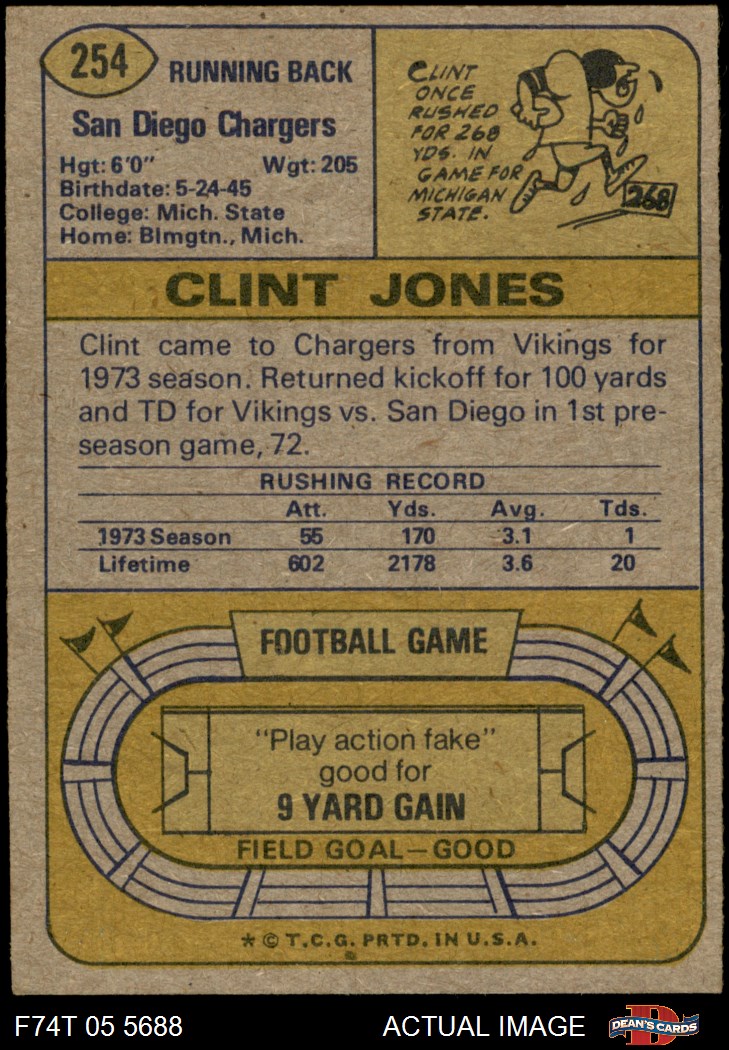 254
RUNNING BACK
San Diego Chargers
Hgt: 6'0" Wgt: 205
Birthdate: 5-24-45
College: Mich. State
Home: Blmgtn., Mich.
CLINT
ONCE
RUSHED
FOR 268
YDS. IN
GAME FOR
MICHIGAN
STATE.
268
CLINT JONES
Clint came to Chargers from Vikings for
1973 season. Returned kickoff for 100 yards
and TD for Vikings vs. San Diego in 1st pre-
season game, 72.
RUSHING RECORD
Att. Yds. Avg. Tds.
1973 Season 55 170 3.1 1
Lifetime 602 2178 3.6 20
FOOTBALL GAME
"Play action fake"
good for
9 YARD GAIN
FIELD GOAL—GOOD
* © T.C.G. PRTD. IN U.S.A.
F74T 05 5688 ACTUAL IMAGE
D
DEAN'S CARDS